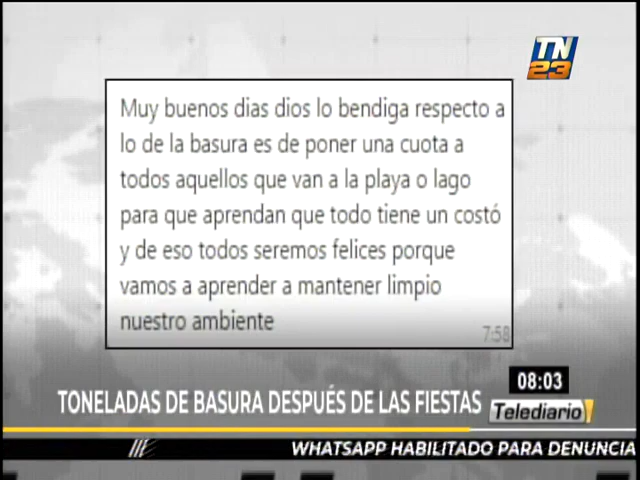 TN
23
Muy buenos dias dios lo bendiga respecto a
lo de la basura es de poner una cuota a
todos aquellos que van a la playa o lago
para que aprendan que todo tiene un costó
y de eso todos seremos felices porque
vamos a aprender a mantener limpio
nuestro ambiente
7:58
08:03
TONELADAS DE BASURA DESPUÉS DE LAS FIESTAS
Telediario
WHATSAPP HABILITADO PARA DENUNCIA